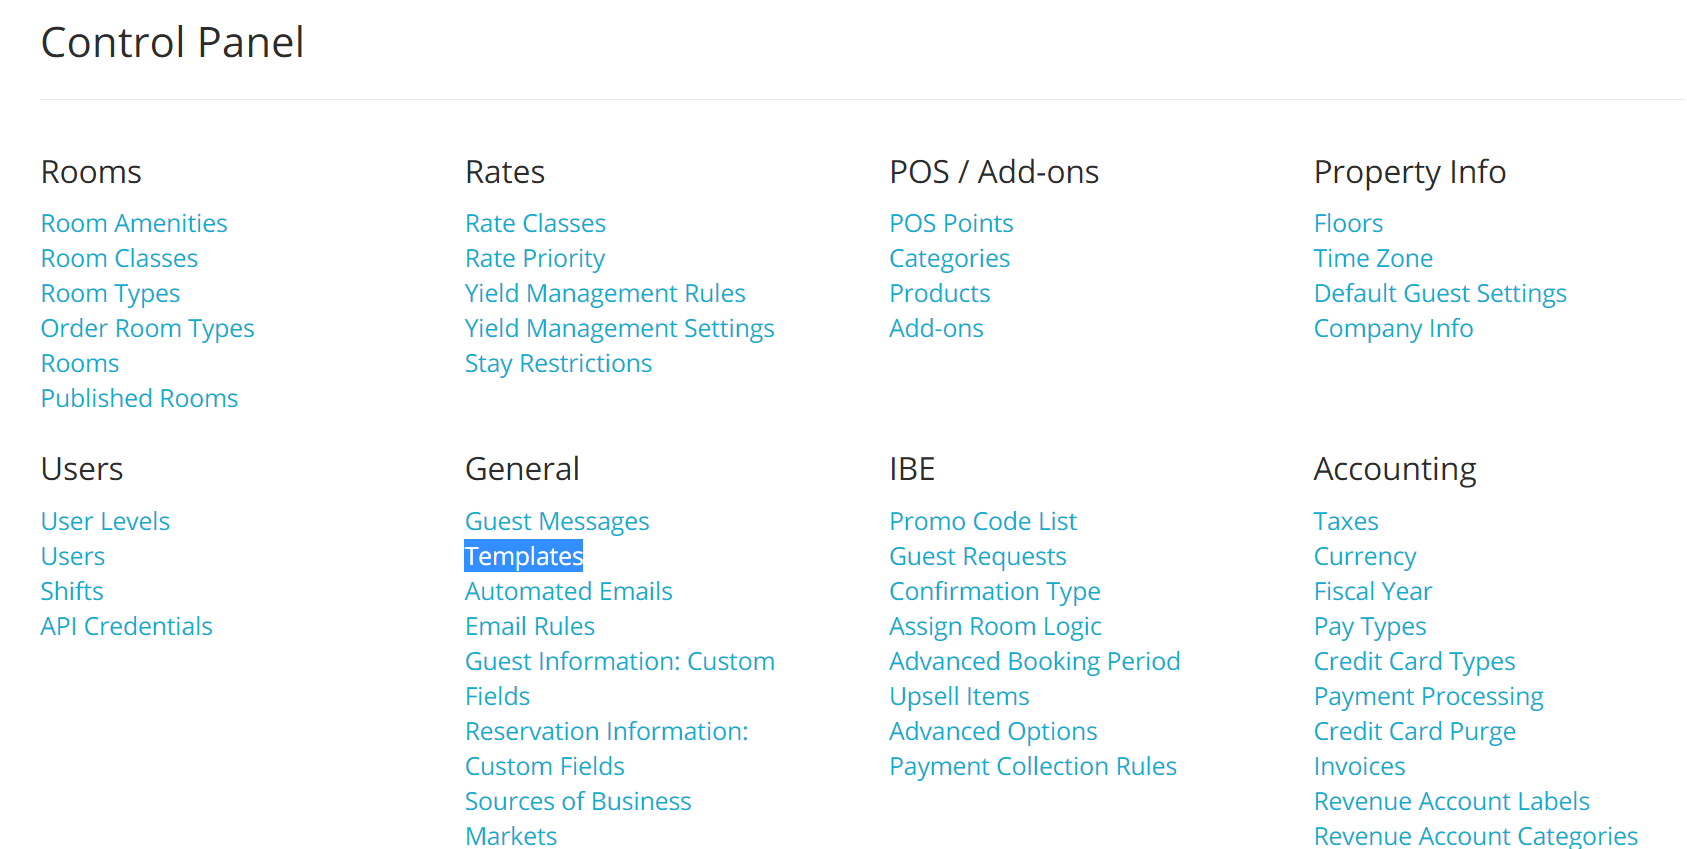 Control Panel
Rooms
Room Amenities
Room Classes
Room Types
Order Room Types
Rooms
Published Rooms
Rates
Rate Classes
Rate Priority
Yield Management Rules
Yield Management Settings
Stay Restrictions
POS / Add-ons
POS Points
Categories
Products
Add-ons
Property Info
Floors
Time Zone
Default Guest Settings
Company Info
Users
User Levels
Users
Shifts
API Credentials
General
Guest Messages
Templates
Automated Emails
Email Rules
Guest Information: Custom
Fields
Reservation Information:
Custom Fields
Sources of Business
Markets
IBE
Promo Code List
Guest Requests
Confirmation Type
Assign Room Logic
Advanced Booking Period
Upsell Items
Advanced Options
Payment Collection Rules
Accounting
Taxes
Currency
Fiscal Year
Pay Types
Credit Card Types
Payment Processing
Credit Card Purge
Invoices
Revenue Account Labels
Revenue Account Categories